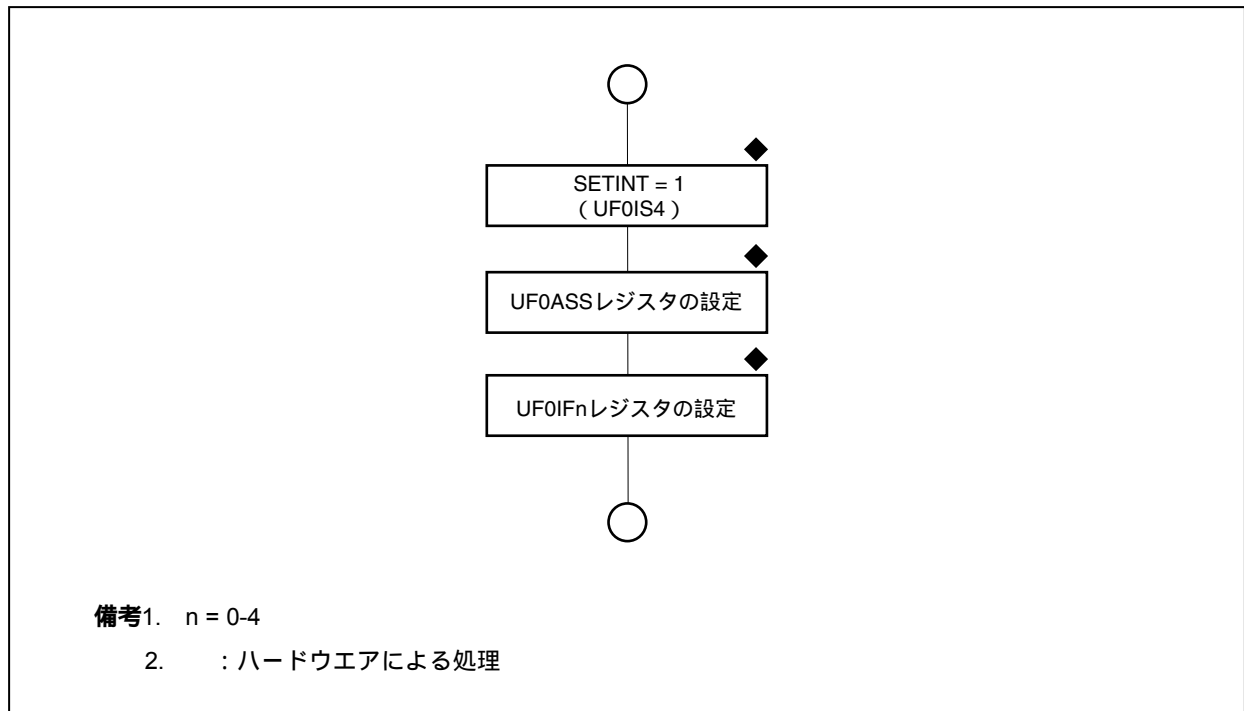 SETINT = 1
（UF0IS4）
UF0ASSレジスタの設定
UF0IFnレジスタの設定
備考1. n = 0-4
2. ：ハードウエアによる処理